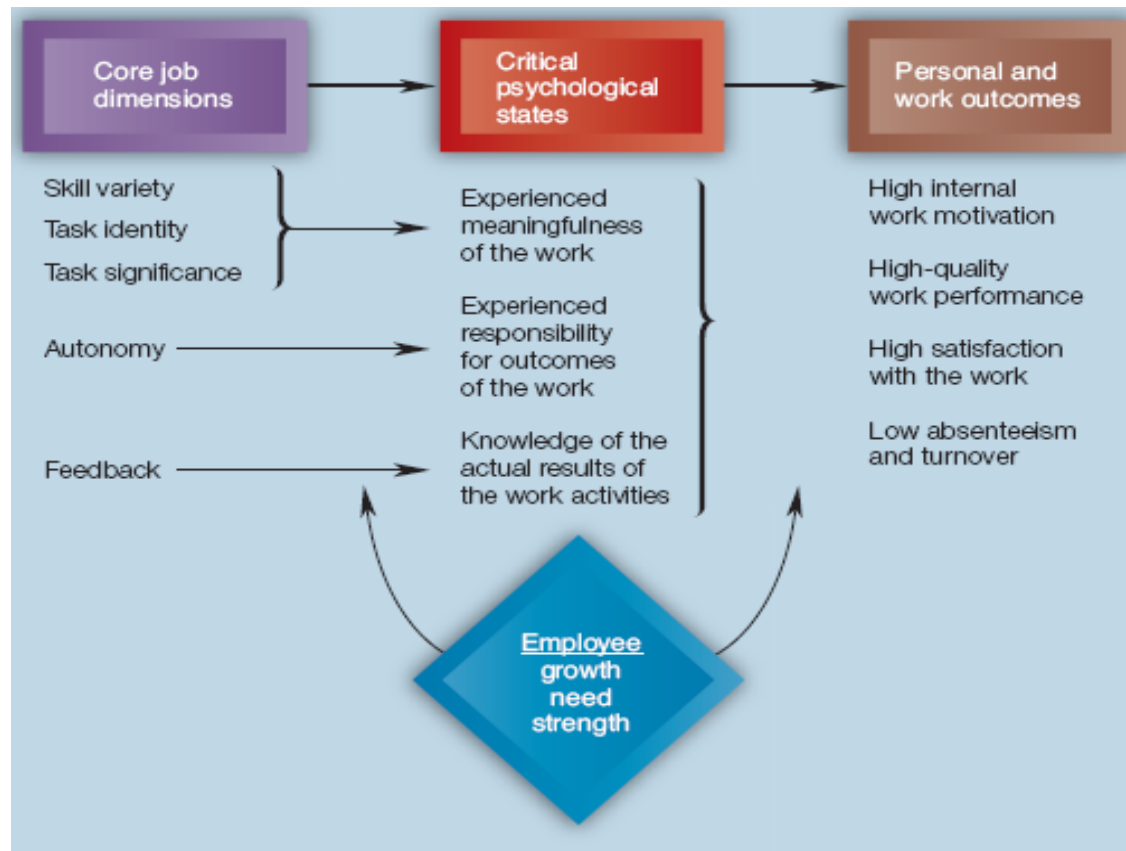 Core job
dimensions
Critical
psychological
states
Personal and
work outcomes
Skill variety
Task identity
Task significance
Autonomy
Feedback
Experienced
meaningfulness
of the work
Experienced
responsibility
for outcomes
of the work
Knowledge of the
actual results of
the work activities
High internal
work motivation
High-quality
work performance
High satisfaction
with the work
Low absenteeism
and turnover
Employee
growth
need
strength